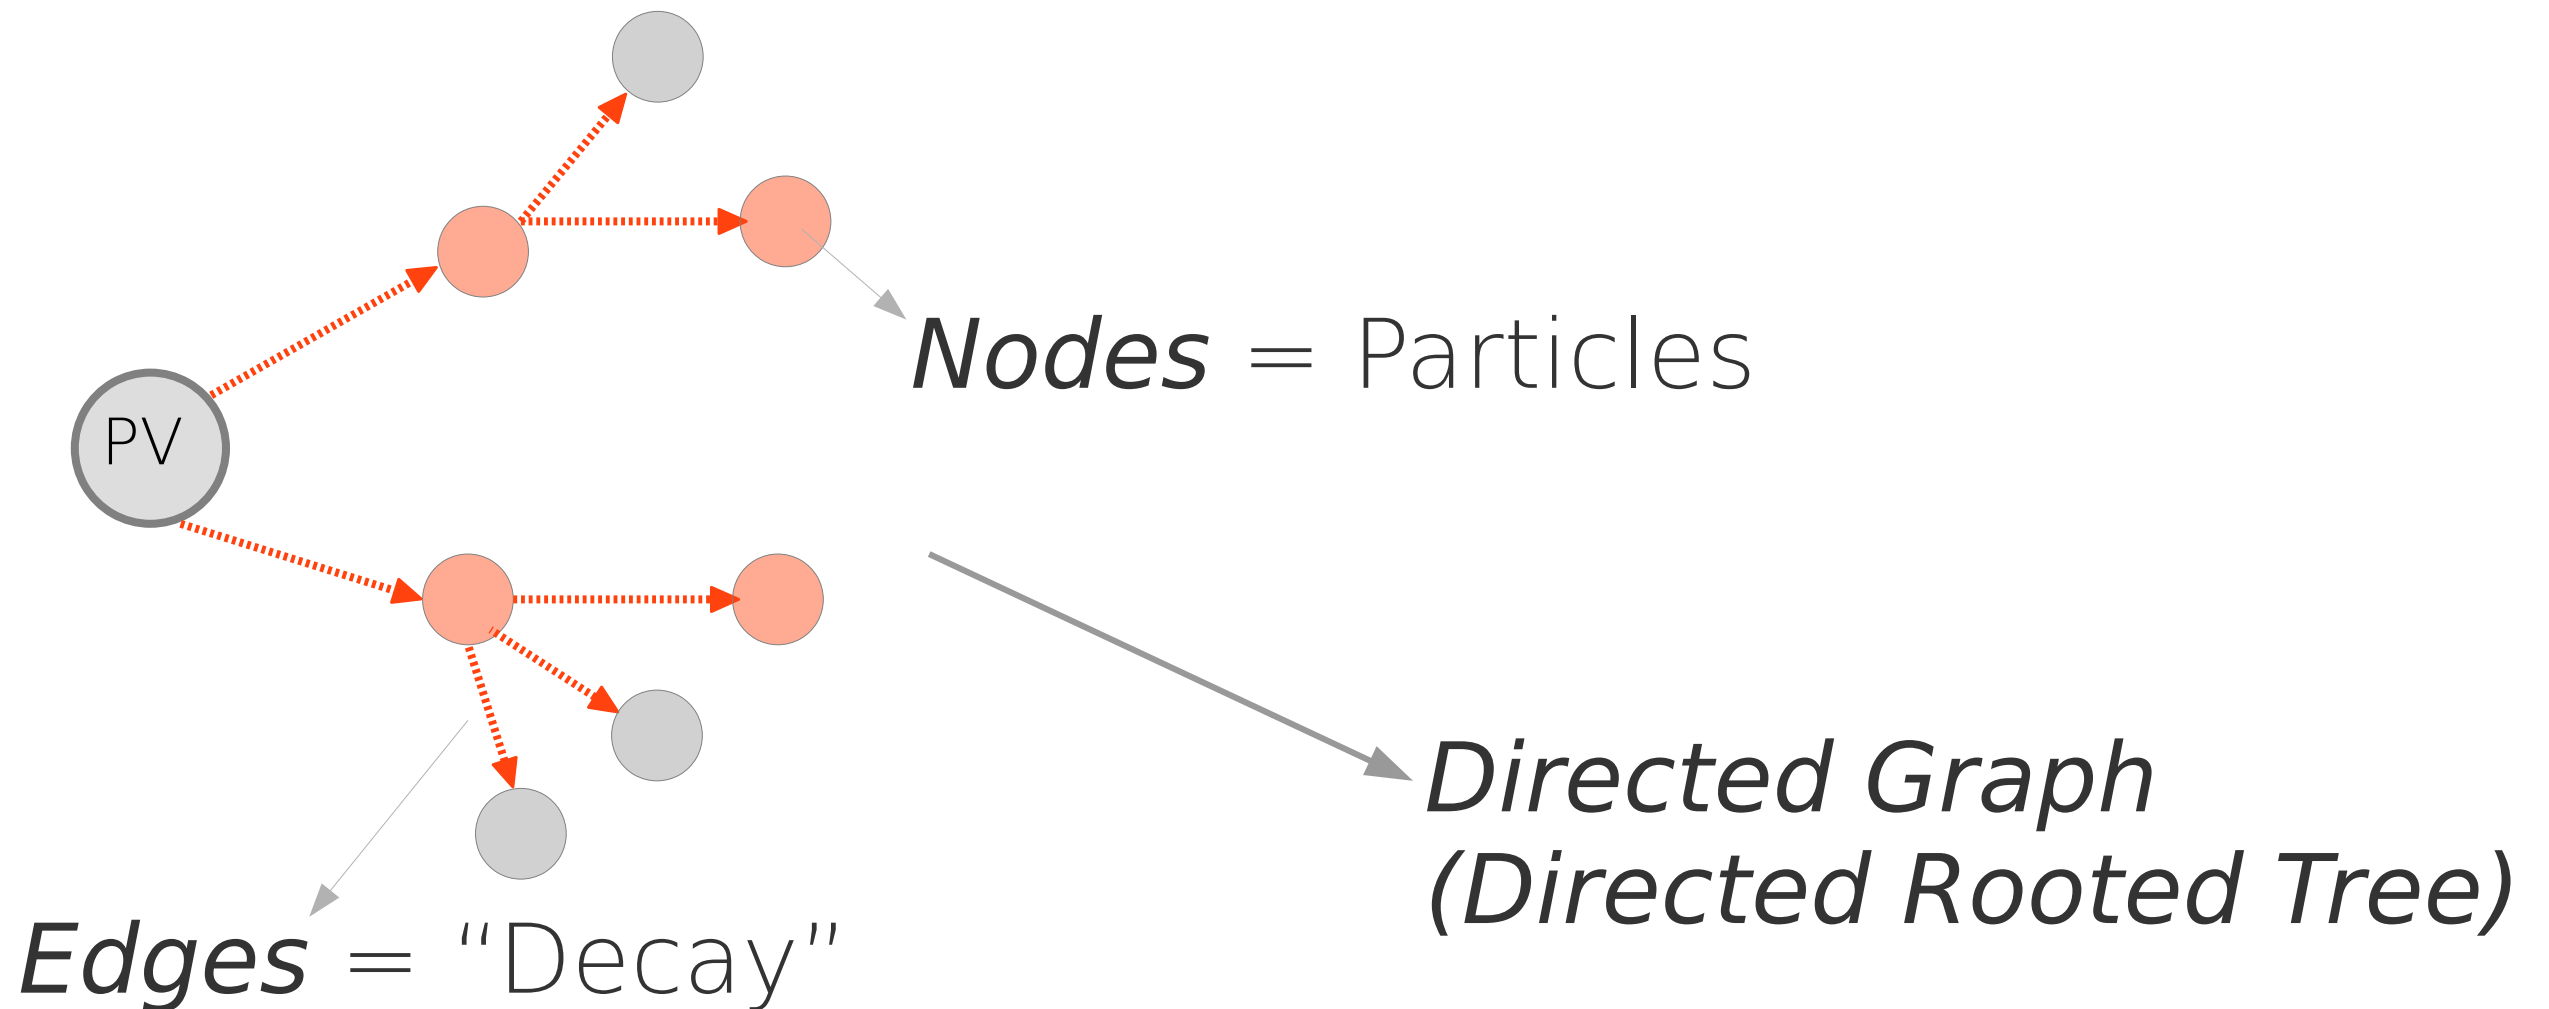 PV
Nodes = Particles
Directed Graph
(Directed Rooted Tree)
Edges = “Decay”